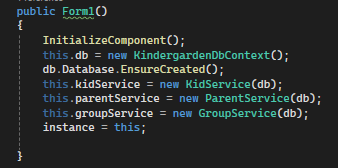 public Form1()
{
InitializeComponent();
this.db = new KindergardenDbContext();
db.Database.EnsureCreated();
this.kidService = new KidService(db);
this.parentService = new ParentService(db);
this.groupService = new GroupService(db);
instance = this;
}